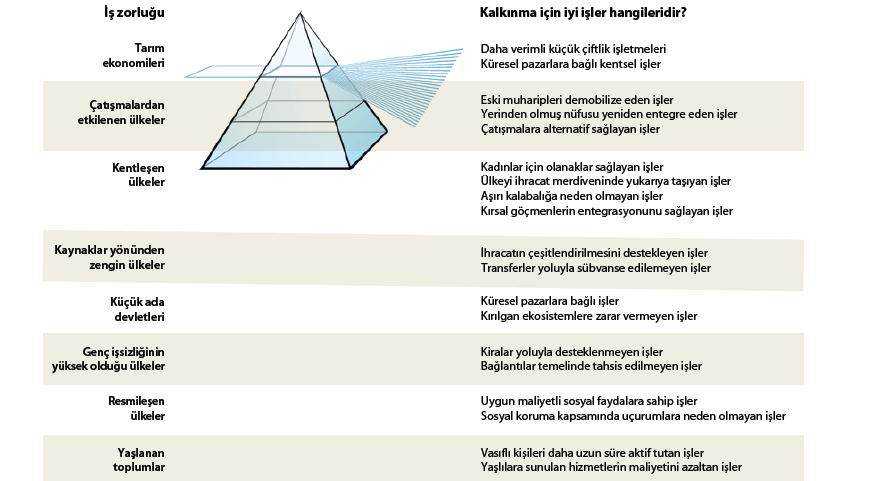 İş zorluğu
Kalkınma için iyi işler hangileridir?
Tarım
ekonomileri
Daha verimli küçük çiftlik işletmeleri
Küresel pazarlara bağlı kentsel işler
Çatışmalardan
etkilenen ülkeler
Eski muharipleri demobilize eden işler
Yerinden olmuş nüfusu yeniden entegre eden işler
Çatışmalara alternatif sağlayan işler
Kentleşen
ülkeler
Kadınlar için olanaklar sağlayan işler
Ülkeyi ihracat merdiveninde yukarıya taşıyan işler
Aşırı kalabalığa neden olmayan işler
Kırsal göçmenlerin entegrasyonunu sağlayan işler
Kaynaklar yönünden
zengin ülkeler
İhracatın çeşitlendirilmesini destekleyen işler
Transferler yoluyla sübvanse edilemeyen işler
Küçük ada
devletleri
Küresel pazarlara bağlı işler
Kırılgan ekosistemlere zarar vermeyen işler
Genç işsizliğinin
yüksek olduğu ülkeler
Kiralar yoluyla desteklenmeyen işler
Bağlantılar temelinde tahsis edilmeyen işler
Resmileşen
ülkeler
Uygun maliyetli sosyal faydalara sahip işler
Sosyal koruma kapsamında uçurumlara neden olmayan işler
Yaşlanan
toplumlar
Vasıflı kişileri daha uzun süre aktif tutan işler
Yaşlılara sunulan hizmetlerin maliyetini azaltan işler